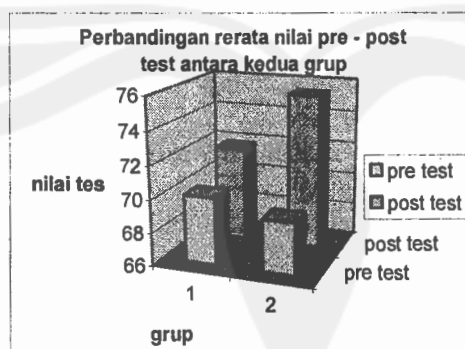 Perbandingan rerata nilai pre - post
test antara kedua grup
76
74
72
70
68
66
nilai tes
1
2
grup
post test
pre test
pre test
post test